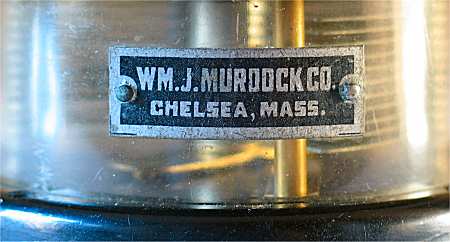 WM. J. MURDOCK CO.
CHELSEA, MASS.